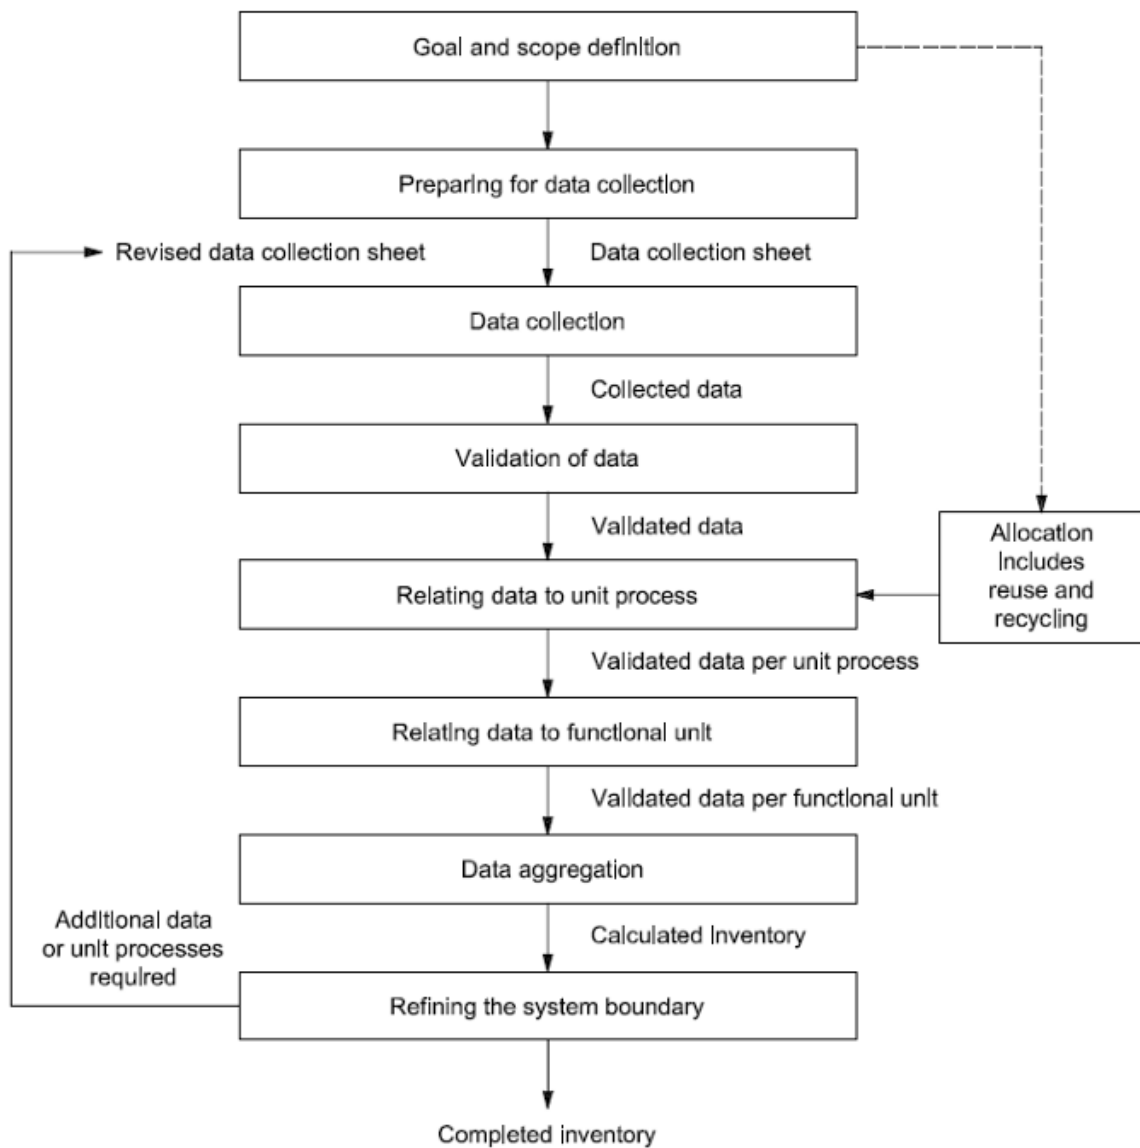 Goal and scope definition
Preparing for data collection
Revised data collection sheet
Data collection sheet
Data collection
Collected data
Validation of data
Validated data
Allocation
includes
reuse and
recycling
Relating data to unit process
Validated data per unit process
Relating data to functional unit
Validated data per functional unit
Data aggregation
Additional data
or unit processes
required
Calculated inventory
Refining the system boundary
Completed inventory